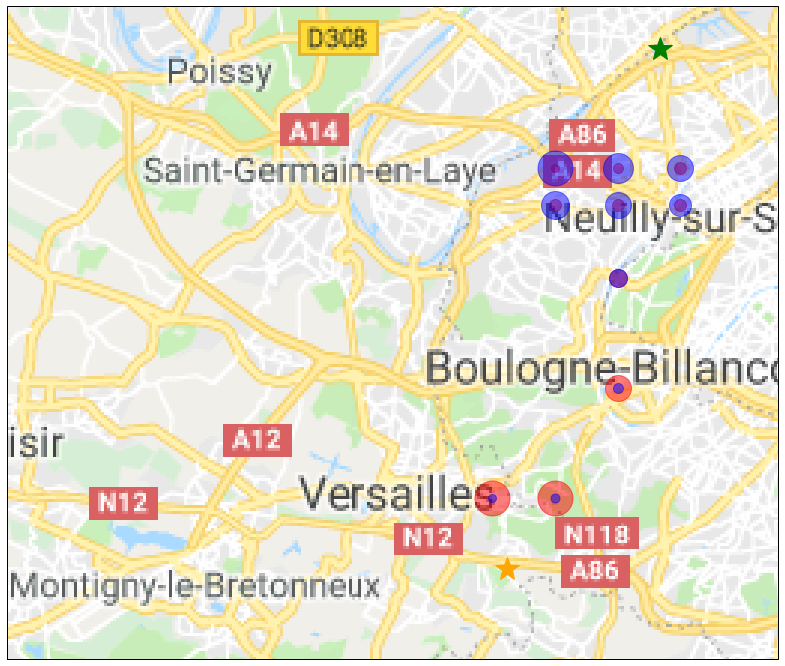 D308
Poissy
A14
A86
Saint-Germain-en-Laye
A14
Neuilly-sur-S
Boulogne-Billanco
A12
isir
Versailles
N12
N12
N118
A86
Montigny-le-Bretonneux